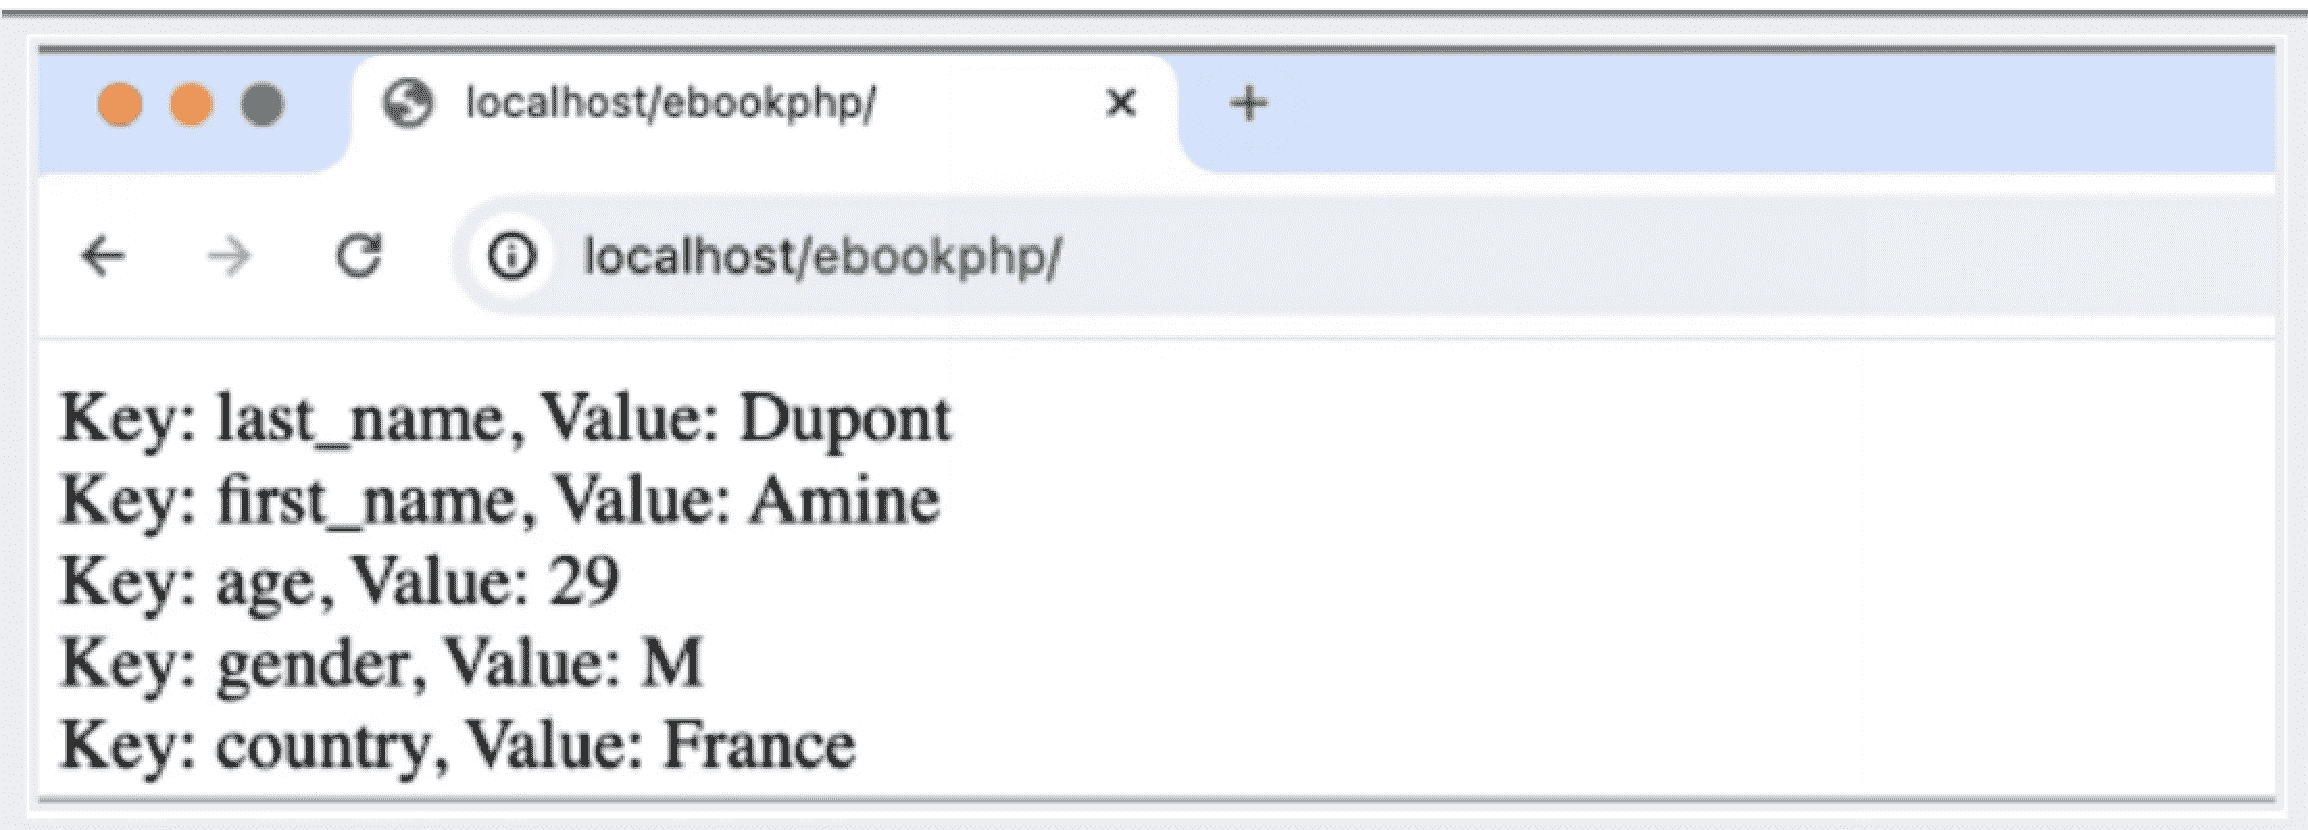 localhost/ebookphp/
localhost/ebookphp/
Key: last_name, Value: Dupont
Key: first_name, Value: Amine
Key: age, Value: 29
Key: gender, Value: M
Key: country, Value: France